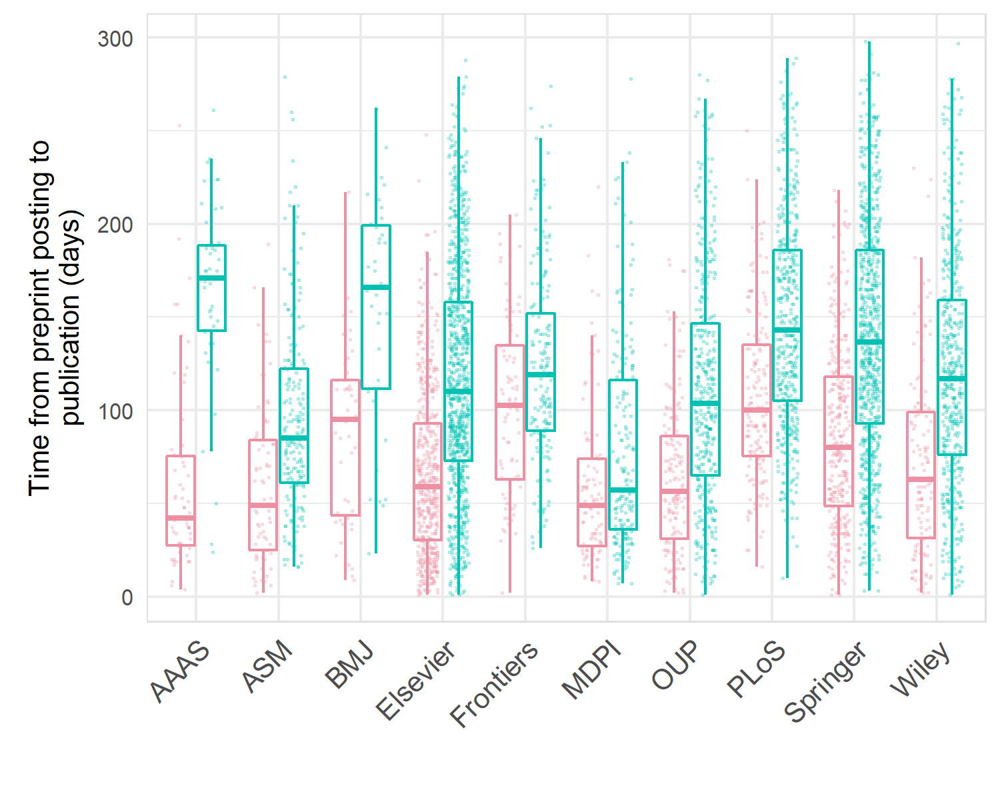 Time from preprint posting to
publication (days)
300
200
100
0
AAAS
ASM
BMJ
Elsevier
Frontiers
MDPI
OUP
PLoS
Springer
Wiley